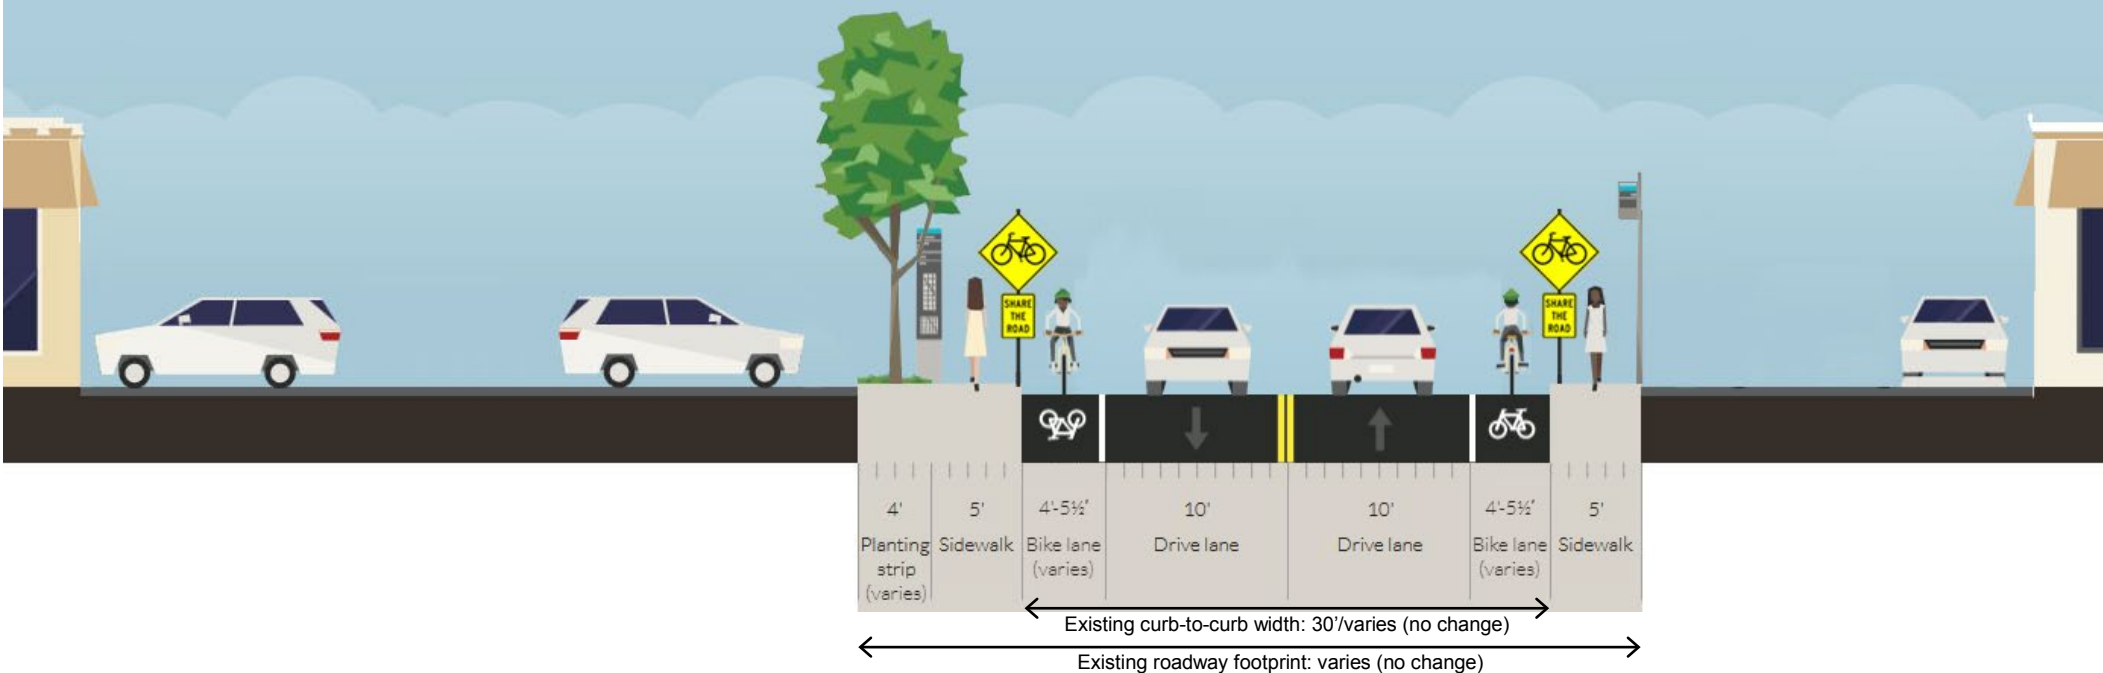 SHARE
THE
ROAD
SHARE
THE
ROAD
4' 5' 4'-5½' 10' 10' 4'-5½' 5'
Planting Sidewalk Bike lane Drive lane Drive lane Bike lane Sidewalk
strip (varies) (varies)
(varies)
Existing curb-to-curb width: 30’/varies (no change)
Existing roadway footprint: varies (no change)